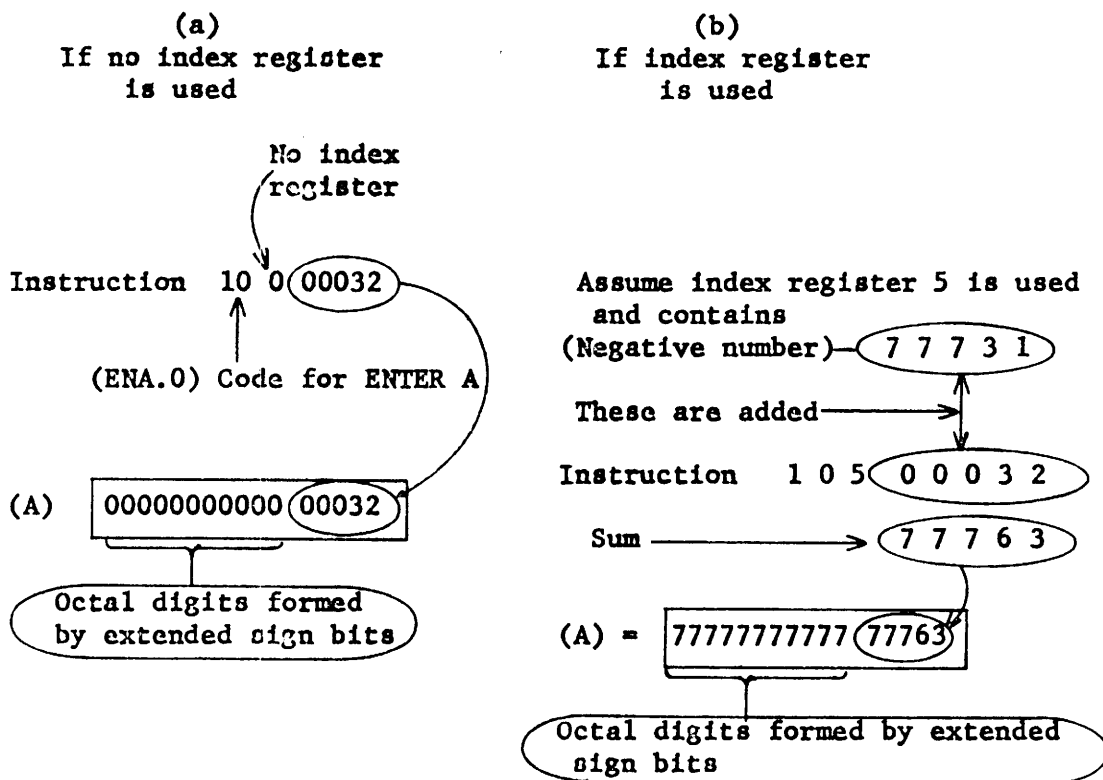 (a)
If no index register
is used
No index
register
Instruction 10 0 00032
(ENA.0) Code for ENTER A
(A) 00000000000 00032
Octal digits formed
by extended sign bits
(b)
If index register
is used
Assume index register 5 is used
and contains
(Negative number) 7 7 7 3 1
These are added
Instruction 1 0 5 0 0 0 3 2
Sum 7 7 7 6 3
(A) = 77777777777 77763
Octal digits formed by extended
sign bits